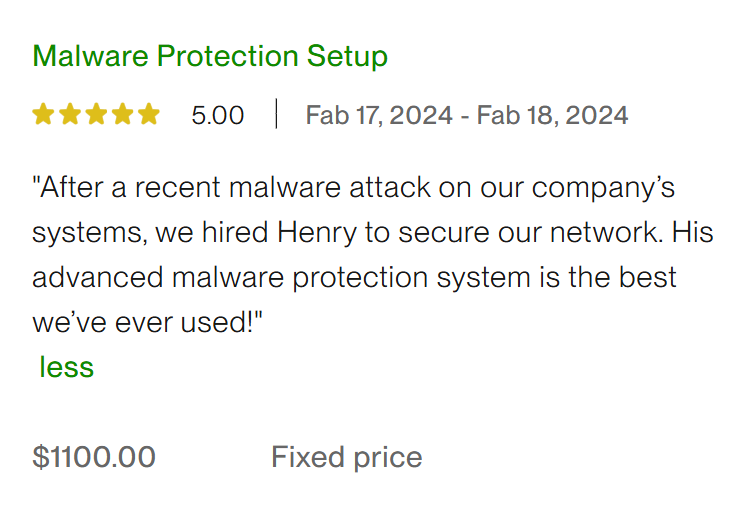 Malware Protection Setup
5.00 | Fab 17, 2024 - Fab 18, 2024
"After a recent malware attack on our company’s
systems, we hired Henry to secure our network. His
advanced malware protection system is the best
we’ve ever used!"
less
$1100.00 Fixed price